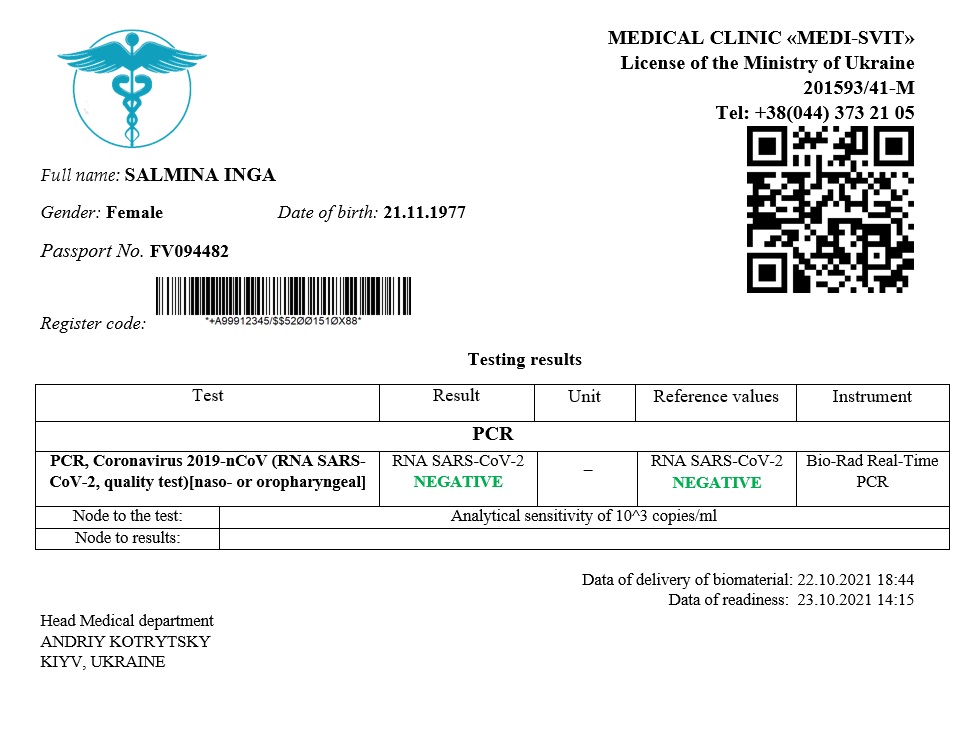 MEDICAL CLINIC «MEDI-SVIT»
License of the Ministry of Ukraine
201593/41-M
Tel: +38(044) 373 21 05
Full name: SALMINA INGA
Gender: Female Date of birth: 21.11.1977
Passport No. FV094482
Register code: *+A99912345/$$52ØØ151ØX88*
Testing results
Test Result Unit Reference values Instrument
PCR
PCR, Coronavirus 2019-nCoV (RNA SARS- RNA SARS-CoV-2 – RNA SARS-CoV-2 Bio-Rad Real-Time
CoV-2, quality test)[naso- or oropharyngeal] NEGATIVE NEGATIVE PCR
Node to the test: Analytical sensitivity of 10^3 copies/ml
Node to results:
Data of delivery of biomaterial: 22.10.2021 18:44
Data of readiness: 23.10.2021 14:15
Head Medical department
ANDRIY KOTRYTSKY
KIYV, UKRAINE